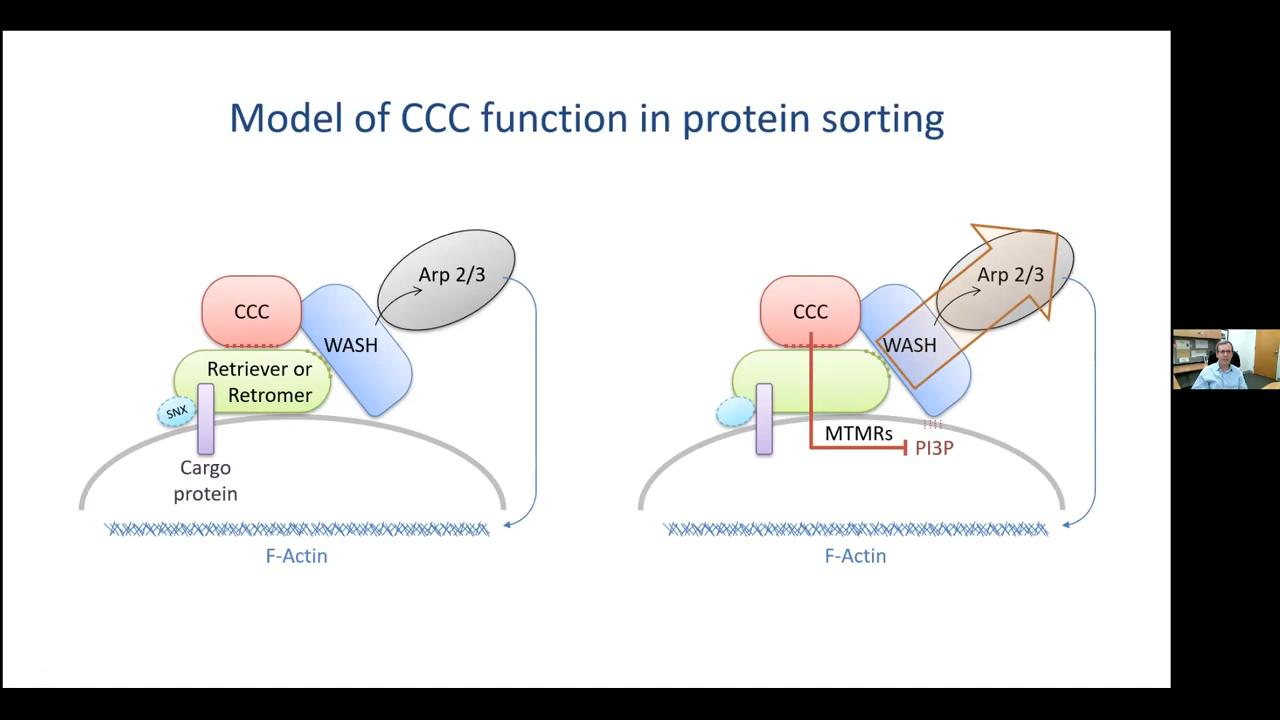 Model of CCC function in protein sorting
Arp 2/3
CCC
WASH
Retriever or
Retromer
SNX
Cargo
protein
F-Actin
Arp 2/3
CCC
WASH
MTMRs
PI3P
F-Actin